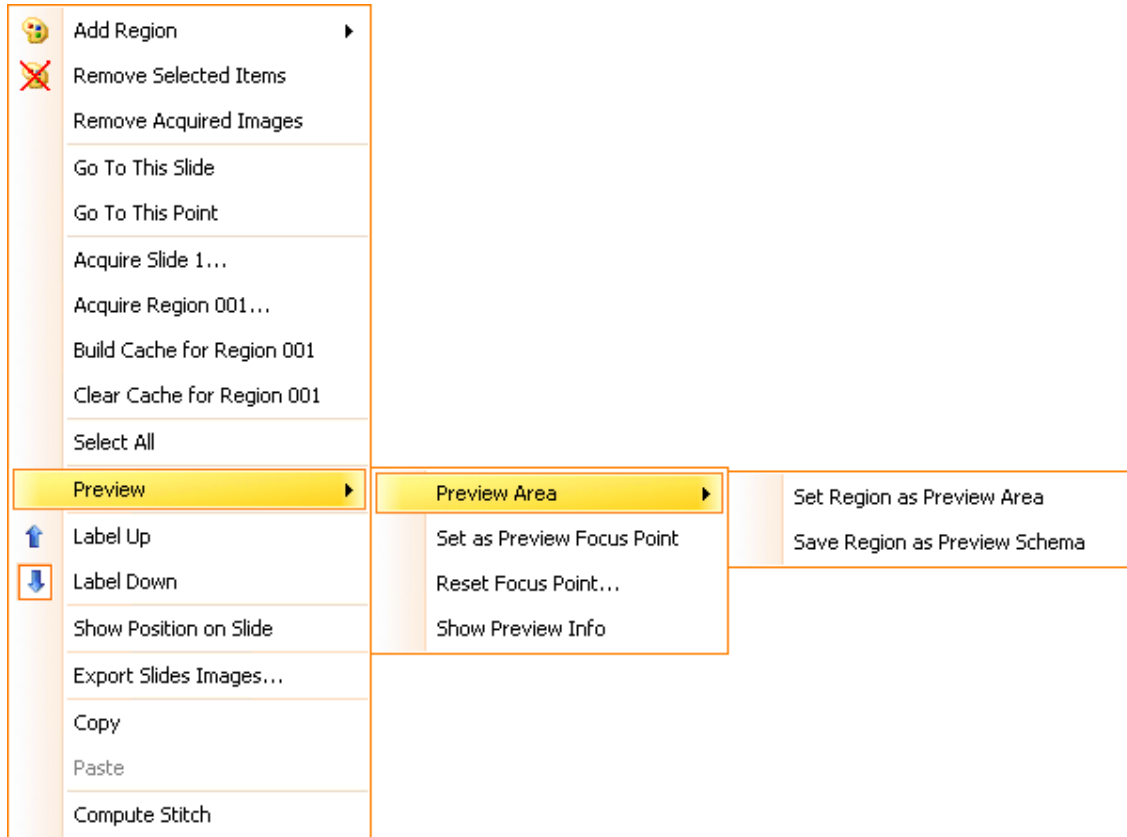 Add Region
Remove Selected Items
Remove Acquired Images
Go To This Slide
Go To This Point
Acquire Slide 1...
Acquire Region 001...
Build Cache for Region 001
Clear Cache for Region 001
Select All
Preview
Label Up
Label Down
Show Position on Slide
Export Slides Images...
Copy
Paste
Compute Stitch
Preview Area
Set as Preview Focus Point
Reset Focus Point...
Show Preview Info
Set Region as Preview Area
Save Region as Preview Schema